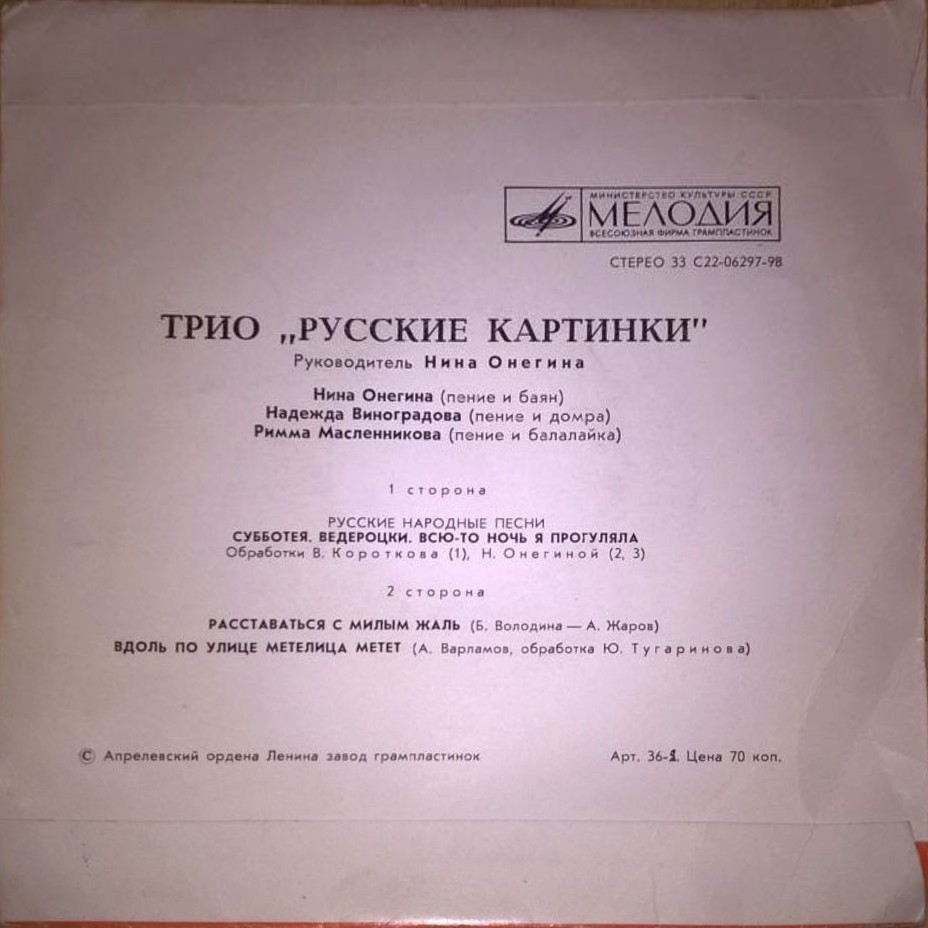 МИНИСТЕРСТВО КУЛЬТУРЫ СССР
МЕЛОДИЯ
ВСЕСОЮЗНАЯ ФИРМА ГРАМПЛАСТИНОК
СТЕРЕО 33 С22-06297-98
ТРИО „РУССКИЕ КАРТИНКИ"
Руководитель Нина Онегина
Нина Онегина (пение и баян)
Надежда Виноградова (пение и домра)
Римма Масленникова (пение и балалайка)
1 сторона
РУССКИЕ НАРОДНЫЕ ПЕСНИ
СУББОТЕЯ. ВЕДЕРОЦКИ. ВСЮ-ТО НОЧЬ Я ПРОГУЛЯЛА
Обработки В. Короткова (1), Н. Онегиной (2, 3)
2 сторона
РАССТАВАТЬСЯ С МИЛЫМ ЖАЛЬ (Б. Володина — А. Жаров)
ВДОЛЬ ПО УЛИЦЕ МЕТЕЛИЦА МЕТЕТ (А. Варламов, обработка Ю. Тугаринова)
© Апрелевский ордена Ленина завод грампластинок
Арт. 36-1. Цена 70 коп.